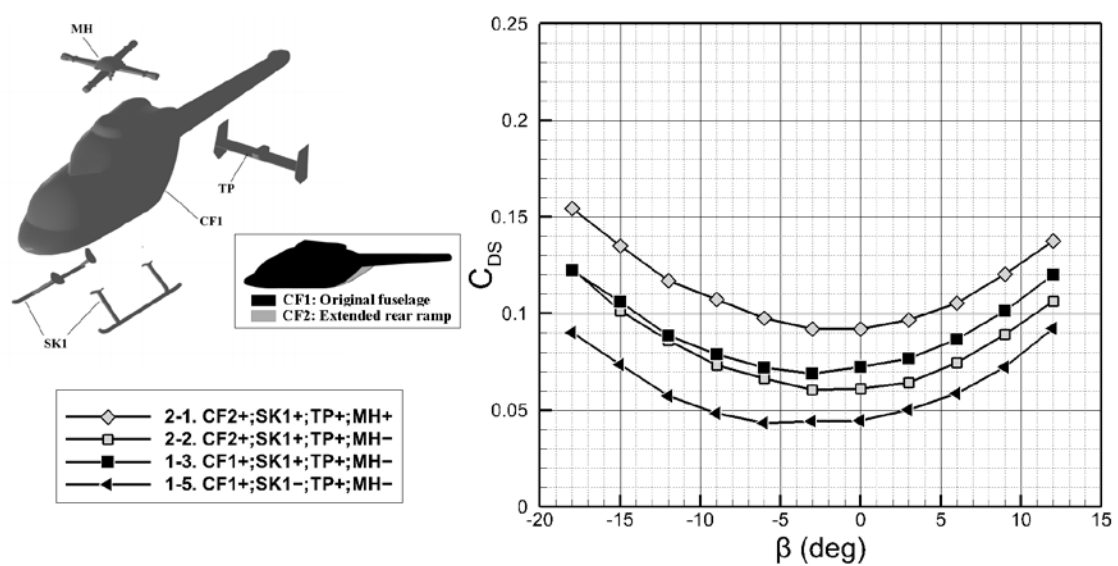 MH
TP
CF1
SK1
CF1: Original fuselage
CF2: Extended rear ramp
2-1. CF2+;SK1+;TP+;MH+
2-2. CF2+;SK1+;TP+;MH−
1-3. CF1+;SK1+;TP+;MH−
1-5. CF1+;SK1−;TP+;MH−
0.25
0.2
0.15
0.1
0.05
0
C_DS
-20 -15 -10 -5 0 5 10 15
β (deg)